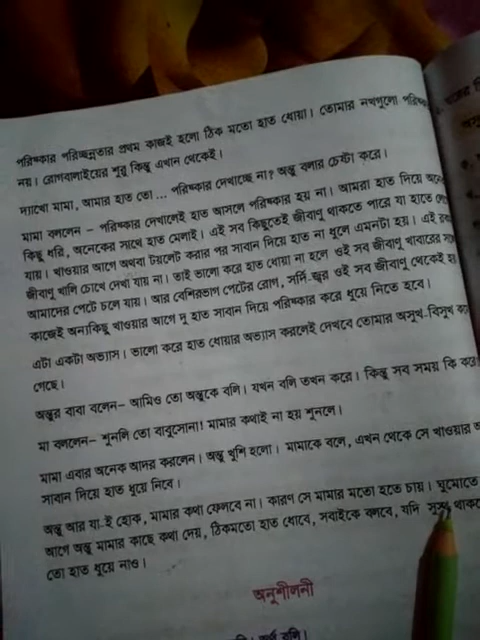 পরিষ্কার পরিচ্ছন্নতার প্রথম কাজই হলো ঠিক মতো হাত ধোয়া। তোমার নখগুলো
নয়। রোগবালাইয়ের শুরু কিন্তু এখান থেকেই।
দ্যাখো মামা, আমার হাত তো ... পরিষ্কার দেখাচ্ছে না? অন্তু বলার চেষ্টা করে।
মামা বললেন – পরিষ্কার দেখালেই হাত আসলে পরিষ্কার হয় না। আমরা হাত দিয়ে
কিছু ধরি, অনেকের সাথে হাত মেলাই। এই সব কিছুতেই জীবাণু থাকতে পারে যা হাতে
যায়। খাওয়ার আগে অথবা টয়লেট করার পর সাবান দিয়ে হাত না ধুলে এমনটা হয়। এই
জীবাণু খালি চোখে দেখা যায় না। তাই ভালো করে হাত ধোয়া না হলে ওই সব জীবাণু খাবারের
আমাদের পেটে চলে যায়। আর বেশিরভাগ পেটের রোগ, সর্দি-জ্বর ওই সব জীবাণু থেকেই
কাজেই অন্যকিছু খাওয়ার আগে দু হাত সাবান দিয়ে পরিষ্কার করে ধুয়ে নিতে হবে।
এটা একটা অভ্যাস। ভালো করে হাত ধোয়ার অভ্যাস করলেই দেখবে তোমার অসুখ-বিসুখ
গেছে।
অন্তুর বাবা বলেন– আমিও তো অন্তুকে বলি। যখন বলি তখন করে। কিন্তু সব সময় কি
মা বললেন– শুনলি তো বাবুসোনা! মামার কথাই না হয় শুনলে।
মামা এবার অনেক আদর করলেন। অন্তু খুশি হলো। মামাকে বলে, এখন থেকে সে খাওয়ার
সাবান দিয়ে হাত ধুয়ে নিবে।
অন্তু আর যা-ই হোক, মামার কথা ফেলবে না। কারণ সে মামার মতো হতে চায়।
আগে অন্তু মামার কাছে কথা দেয়, ঠিকমতো হাত ধোবে, সবাইকে বলবে, যদি সুস্থ
তো হাত ধুয়ে নাও।
অনুশীলনী